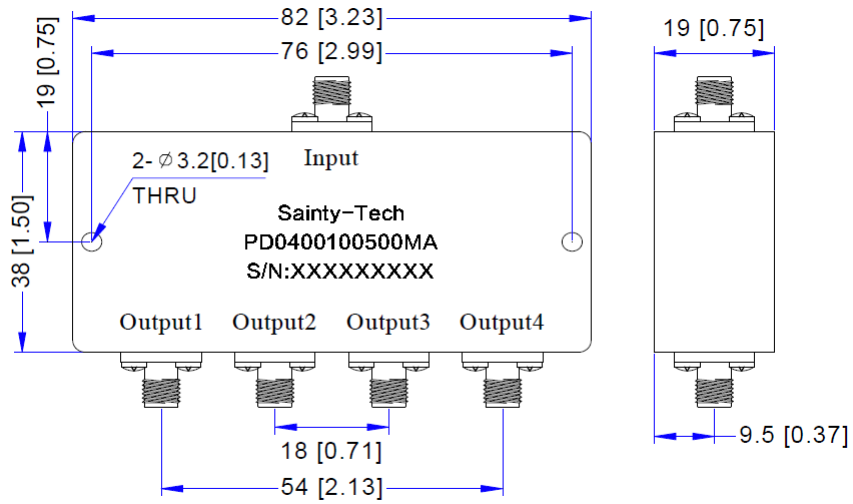 82 [3.23]
76 [2.99]
19 [0.75]
19 [0.75]
38 [1.50]
2-∅3.2[0.13]
THRU
Input
Sainty-Tech
PD0400100500MA
S/N:XXXXXXXXX
Output1 Output2 Output3 Output4
18 [0.71]
54 [2.13]
9.5 [0.37]